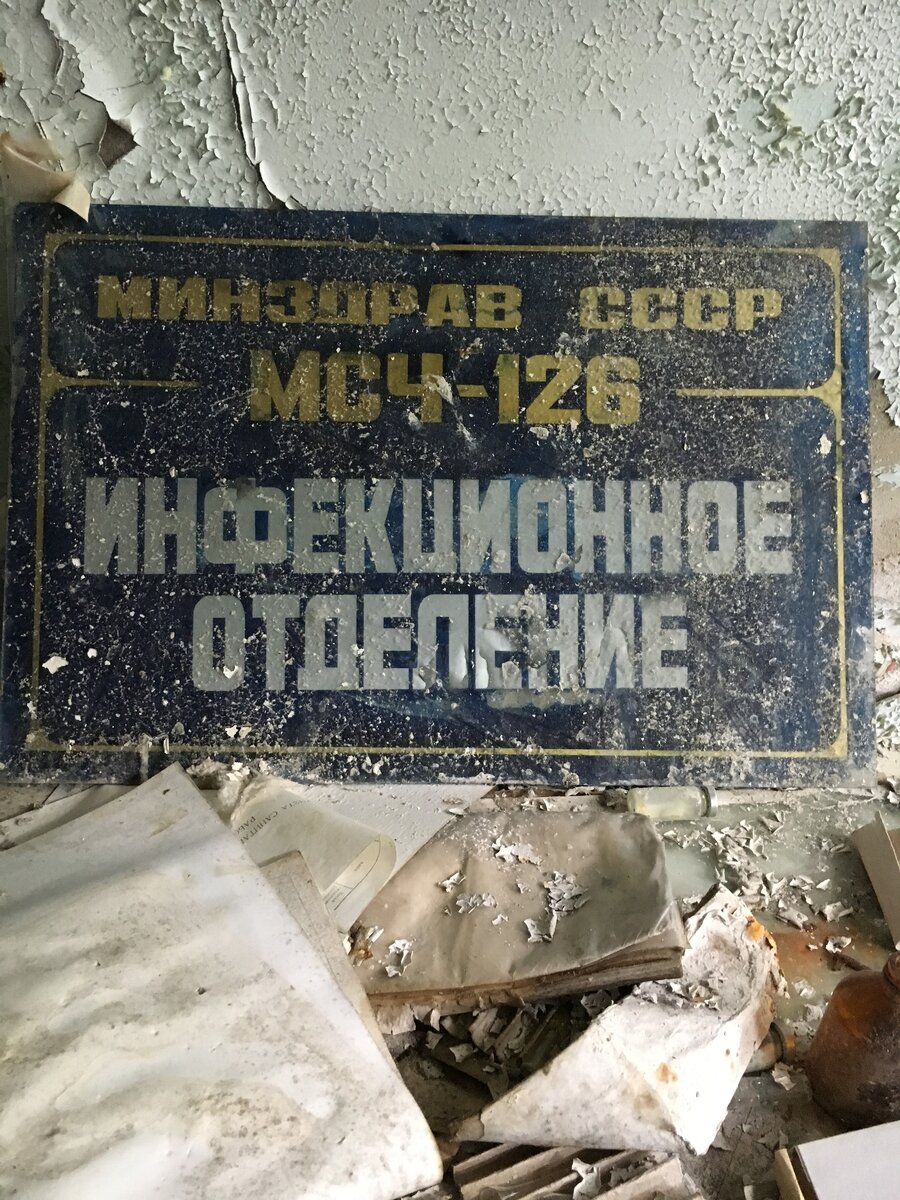 МИНЗДРАВ СССР
МСЧ-126
ИНФЕКЦИОННОЕ
ОТДЕЛЕНИЕ